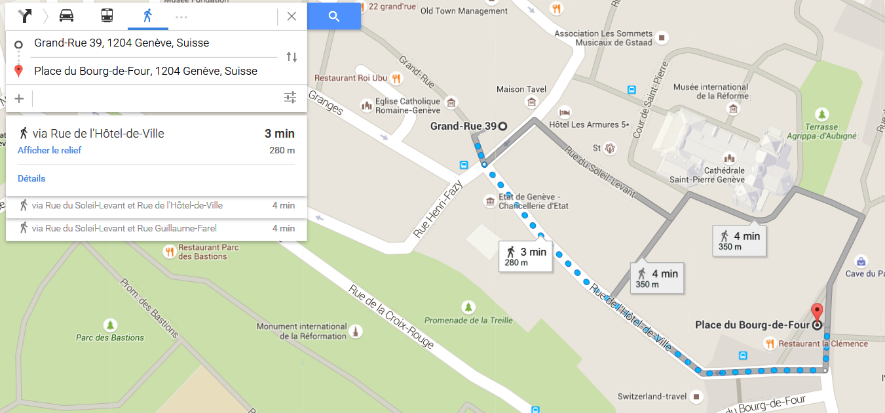 Grand-Rue 39, 1204 Genève, Suisse
Place du Bourg-de-Four, 1204 Genève, Suisse
via Rue de l'Hôtel-de-Ville
3 min
Afficher le relief
280 m
Détails
via Rue du Soleil-Levant et Rue de l'Hôtel-de-Ville
4 min
via Rue du Soleil-Levant et Rue Guillaume-Farel
4 min
22 grand'rue
Old Town Management
Association Les Sommets
Musicaux de Gstaad
Restaurant Roi Ubu
Grand-Rue
Maison Tavel
Eglise Catholique
Romaine-Genève
Granges
Grand-Rue 39
Hôtel Les Armures 5*
St
Cour de Saint-Pierre
Musée international
de la Réforme
Terrasse
Agrippa-d'Aubigné
Cathédrale
Saint-Pierre Genève
Rue du Soleil-Levant
Etat de Genève -
Chancellerie d'Etat
Rue Henri-Fazy
3 min
280 m
4 min
350 m
4 min
350 m
Cave du Pa
Restaurant Parc
des Bastions
Prom. des Bastions
Parc des Bastions
Rue de la Croix-Rouge
Monument international
de la Réformation
Promenade de la Treille
Rue de l'Hôtel-de-Ville
Place du Bourg-de-Four
Restaurant la Clémence
Switzerland-travel
Pl. du Bourg-de-Four